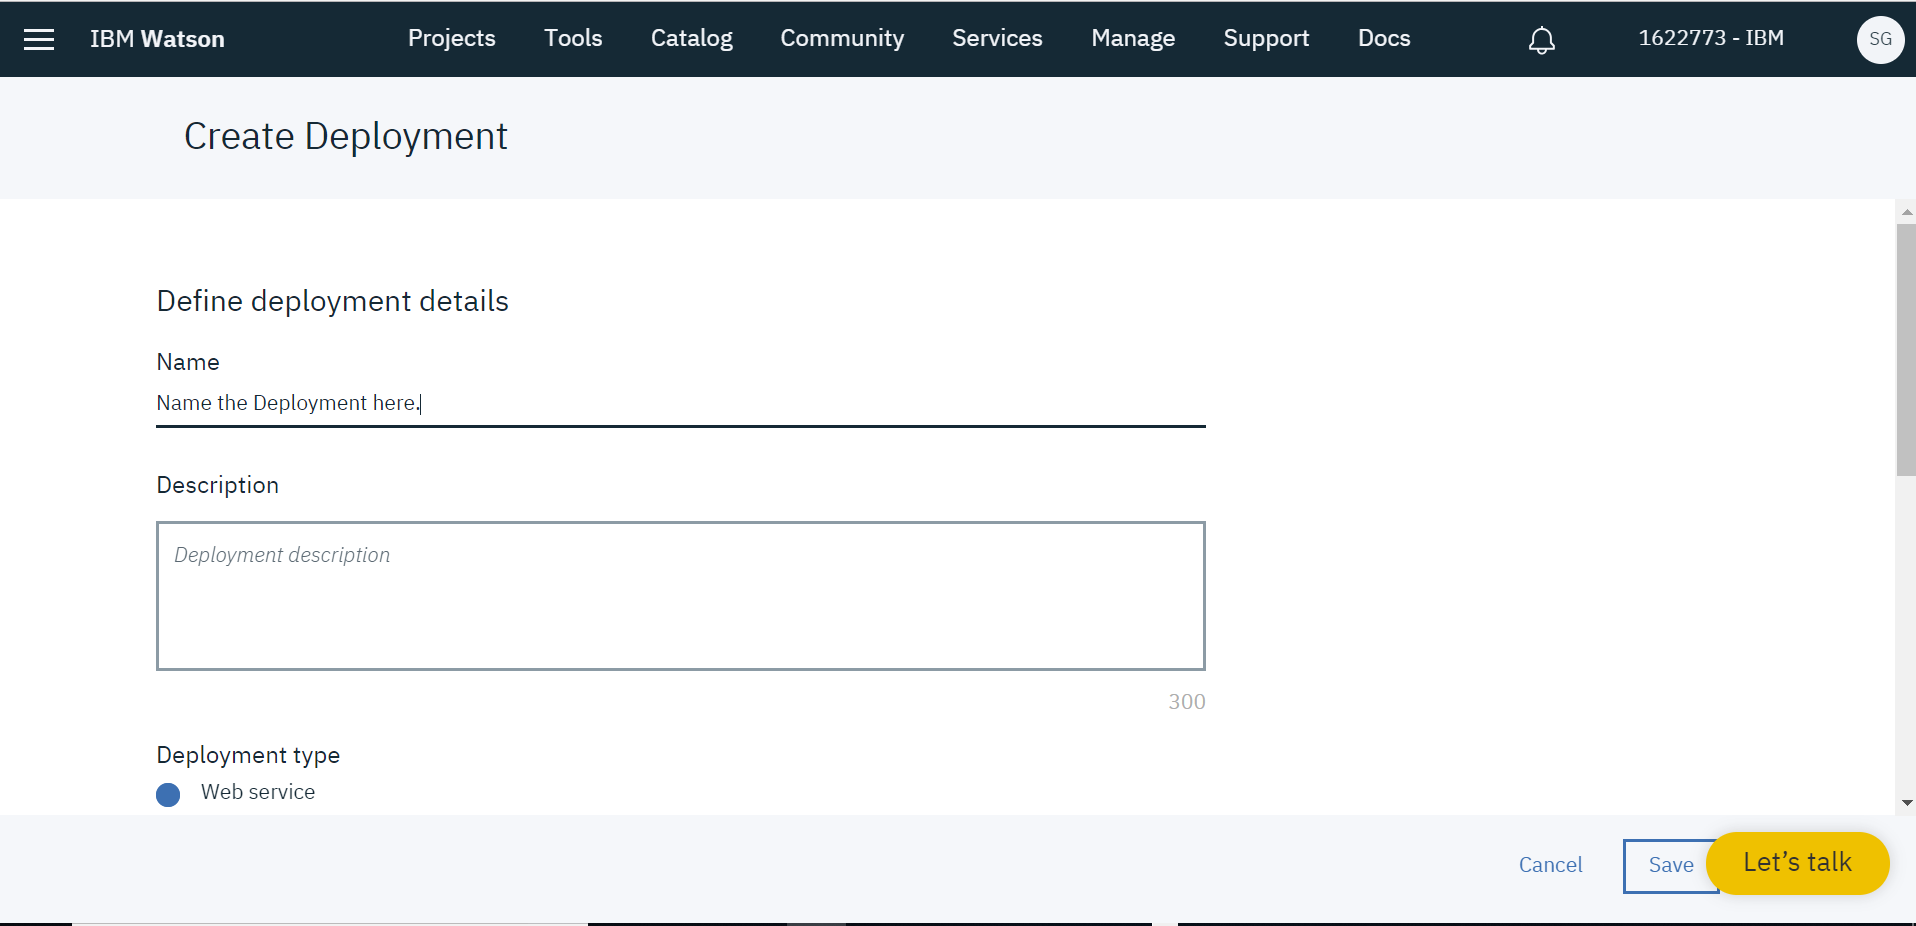 IBM Watson Projects Tools Catalog Community Services Manage Support Docs 1622773 - IBM SG
Create Deployment
Define deployment details
Name
Name the Deployment here.
Description
Deployment description
300
Deployment type
Web service
Cancel Save Let’s talk